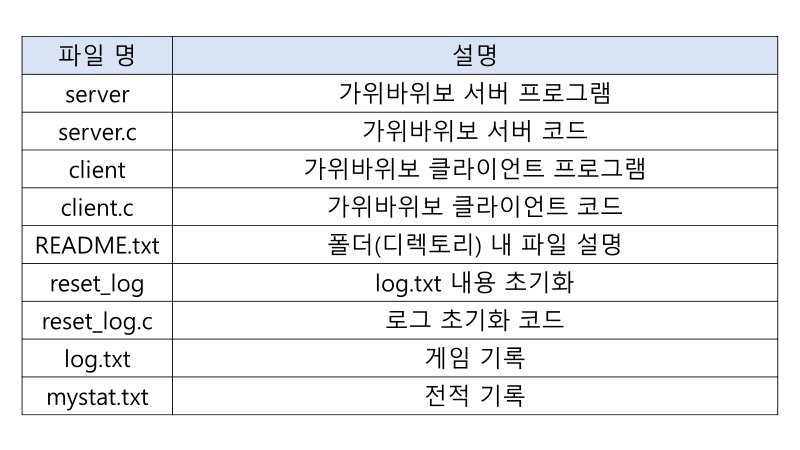 파일 명 설명
server 가위바위보 서버 프로그램
server.c 가위바위보 서버 코드
client 가위바위보 클라이언트 프로그램
client.c 가위바위보 클라이언트 코드
README.txt 폴더(디렉토리) 내 파일 설명
reset_log log.txt 내용 초기화
reset_log.c 로그 초기화 코드
log.txt 게임 기록
mystat.txt 전적 기록